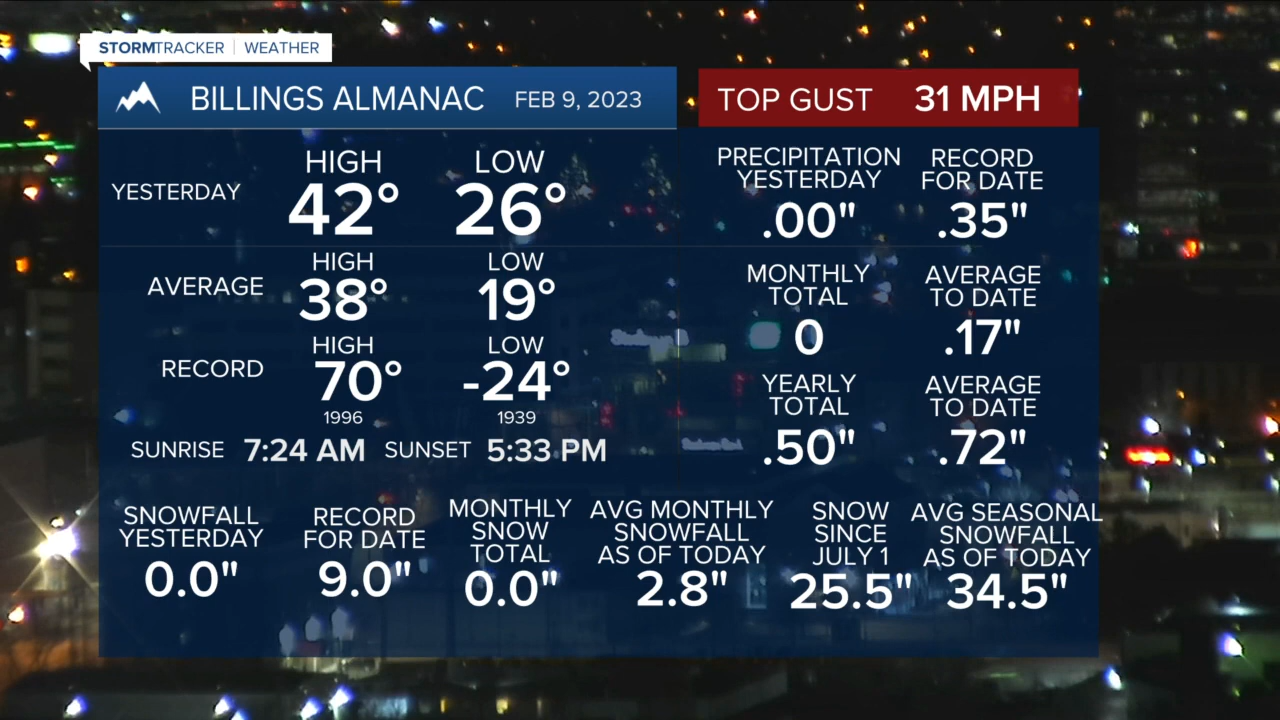 STORMTRACKER | WEATHER
BILLINGS ALMANAC FEB 9, 2023
TOP GUST 31 MPH
HIGH LOW
YESTERDAY 42° 26°
HIGH LOW
AVERAGE 38° 19°
HIGH LOW
RECORD 70° -24°
1996 1939
SUNRISE 7:24 AM SUNSET 5:33 PM
PRECIPITATION
YESTERDAY
.00"
RECORD
FOR DATE
.35"
MONTHLY
TOTAL
0
AVERAGE
TO DATE
.17"
YEARLY
TOTAL
.50"
AVERAGE
TO DATE
.72"
SNOWFALL
YESTERDAY
0.0"
RECORD
FOR DATE
9.0"
MONTHLY
SNOW
TOTAL
0.0"
AVG MONTHLY
SNOWFALL
AS OF TODAY
2.8"
SNOW
SINCE
JULY 1
25.5"
AVG SEASONAL
SNOWFALL
AS OF TODAY
34.5"